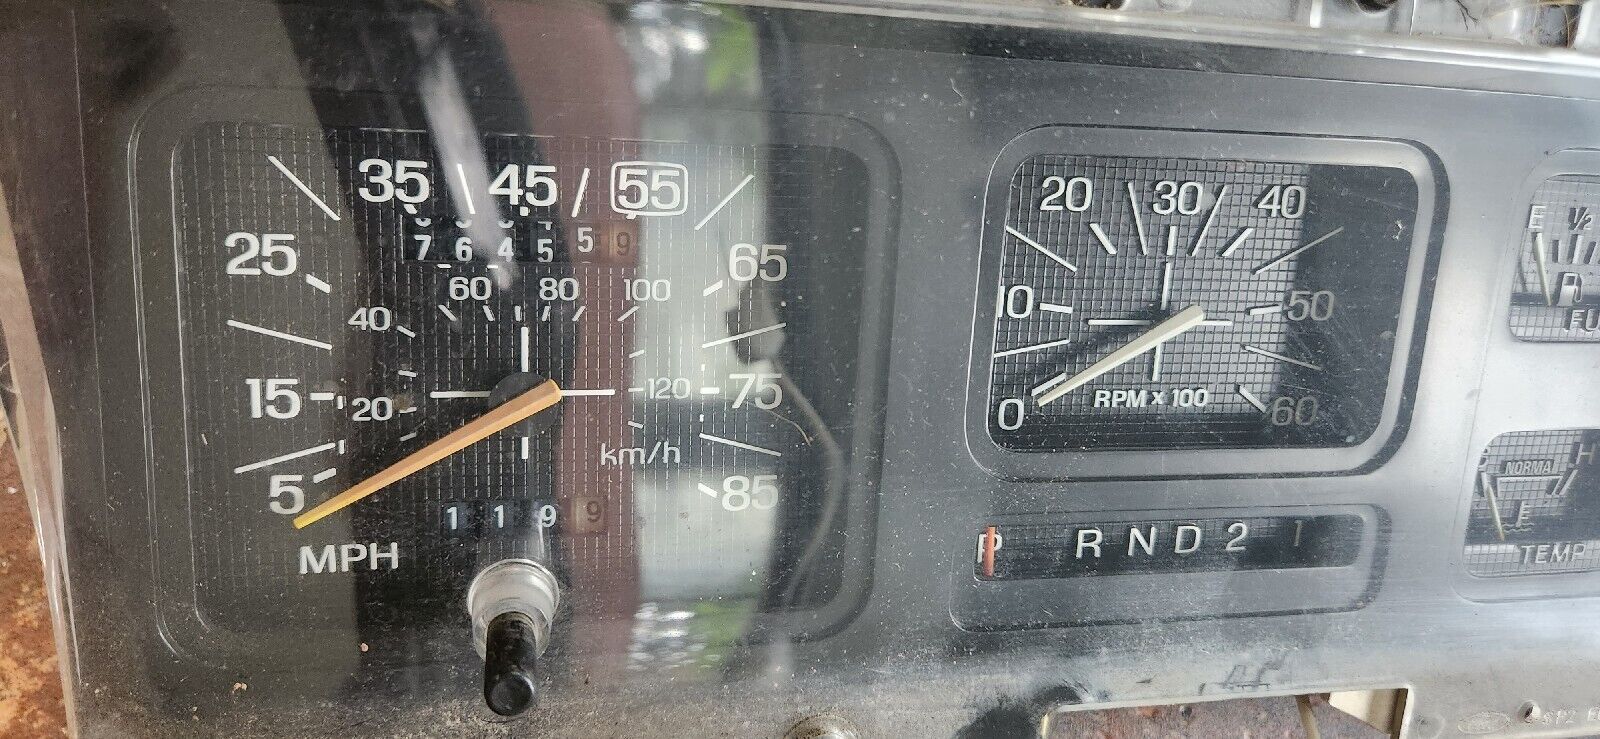 35 45 55
25 65
7 6 4 5 5 9
60 80 100
40
15 20 120 75
km/h
5 85
1 1 9 9
MPH
20 30 40
10 50
RPM x 100
0 60
P R N D 2 1
E 1/2
NORMA H
TEMP